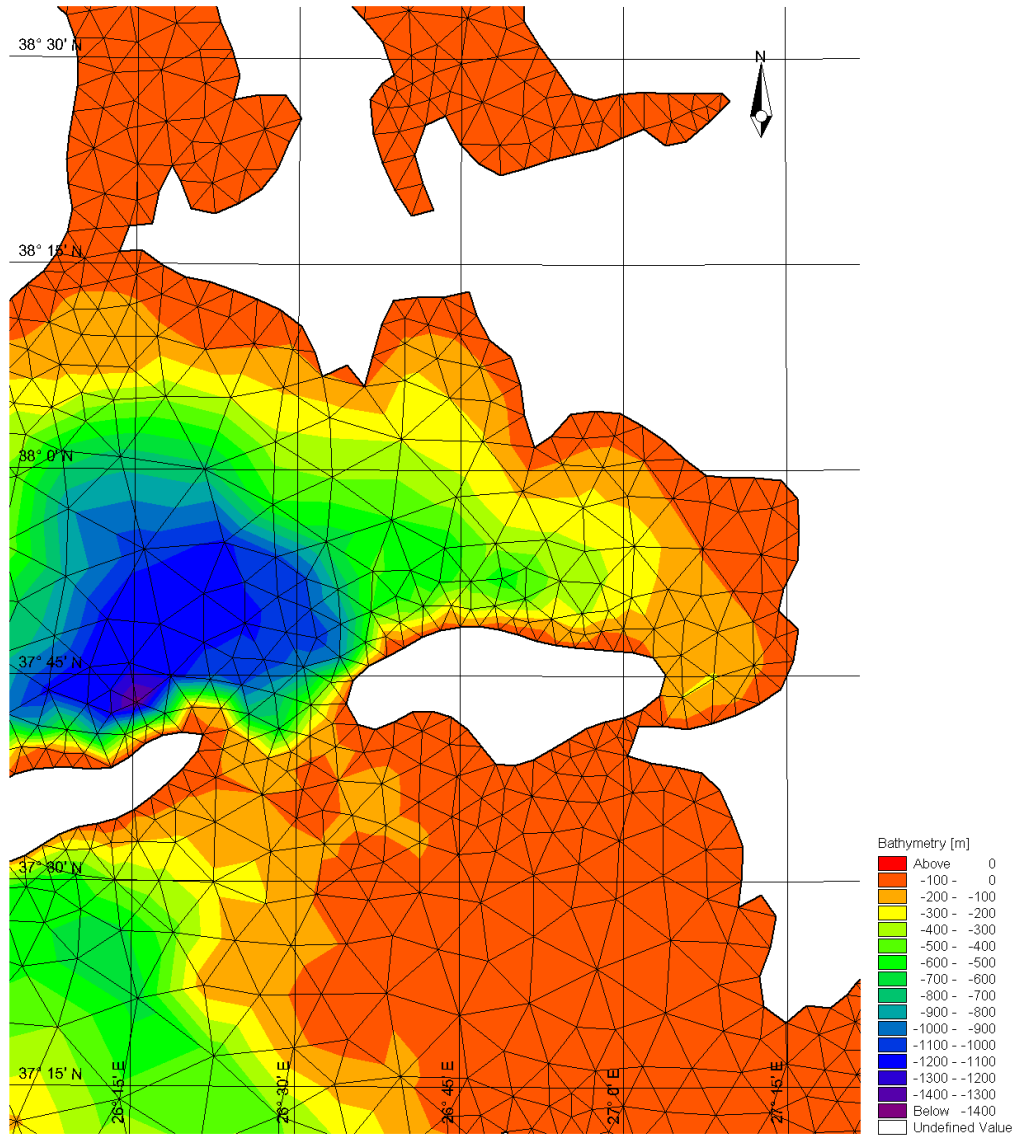 38° 30' N
N
38° 15' N
38° 0' N
37° 45' N
37° 30' N
37° 15' N
26° 15' E
26° 30' E
26° 45' E
27° 0' E
27° 15' E
Bathymetry [m]
Above 0
-100 - 0
-200 - -100
-300 - -200
-400 - -300
-500 - -400
-600 - -500
-700 - -600
-800 - -700
-900 - -800
-1000 - -900
-1100 - -1000
-1200 - -1100
-1300 - -1200
-1400 - -1300
Below -1400
Undefined Value